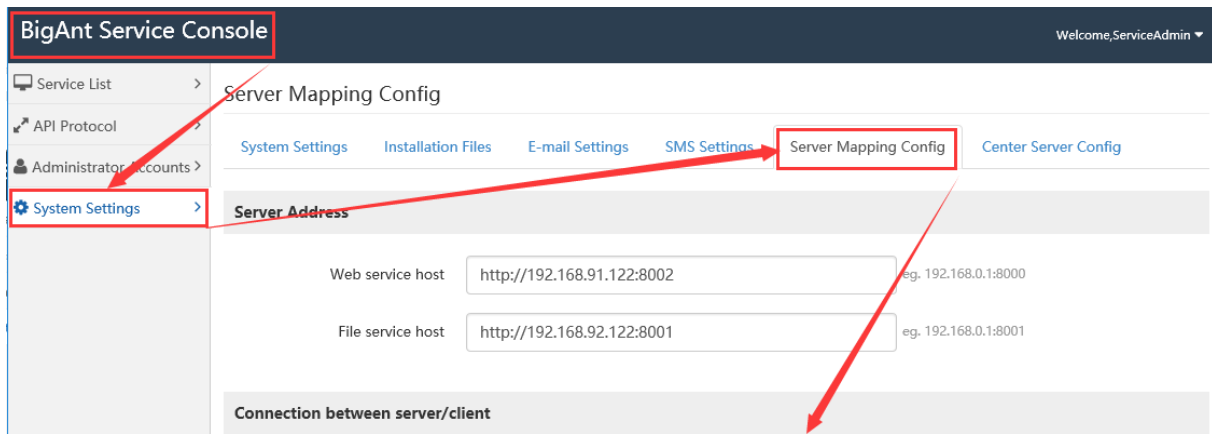 BigAnt Service Console
Welcome,ServiceAdmin
Service List
API Protocol
Administrator Accounts
System Settings
Server Mapping Config
System Settings Installation Files E-mail Settings SMS Settings Server Mapping Config Center Server Config
Server Address
Web service host http://192.168.91.122:8002 eg. 192.168.0.1:8000
File service host http://192.168.92.122:8001 eg. 192.168.0.1:8001
Connection between server/client